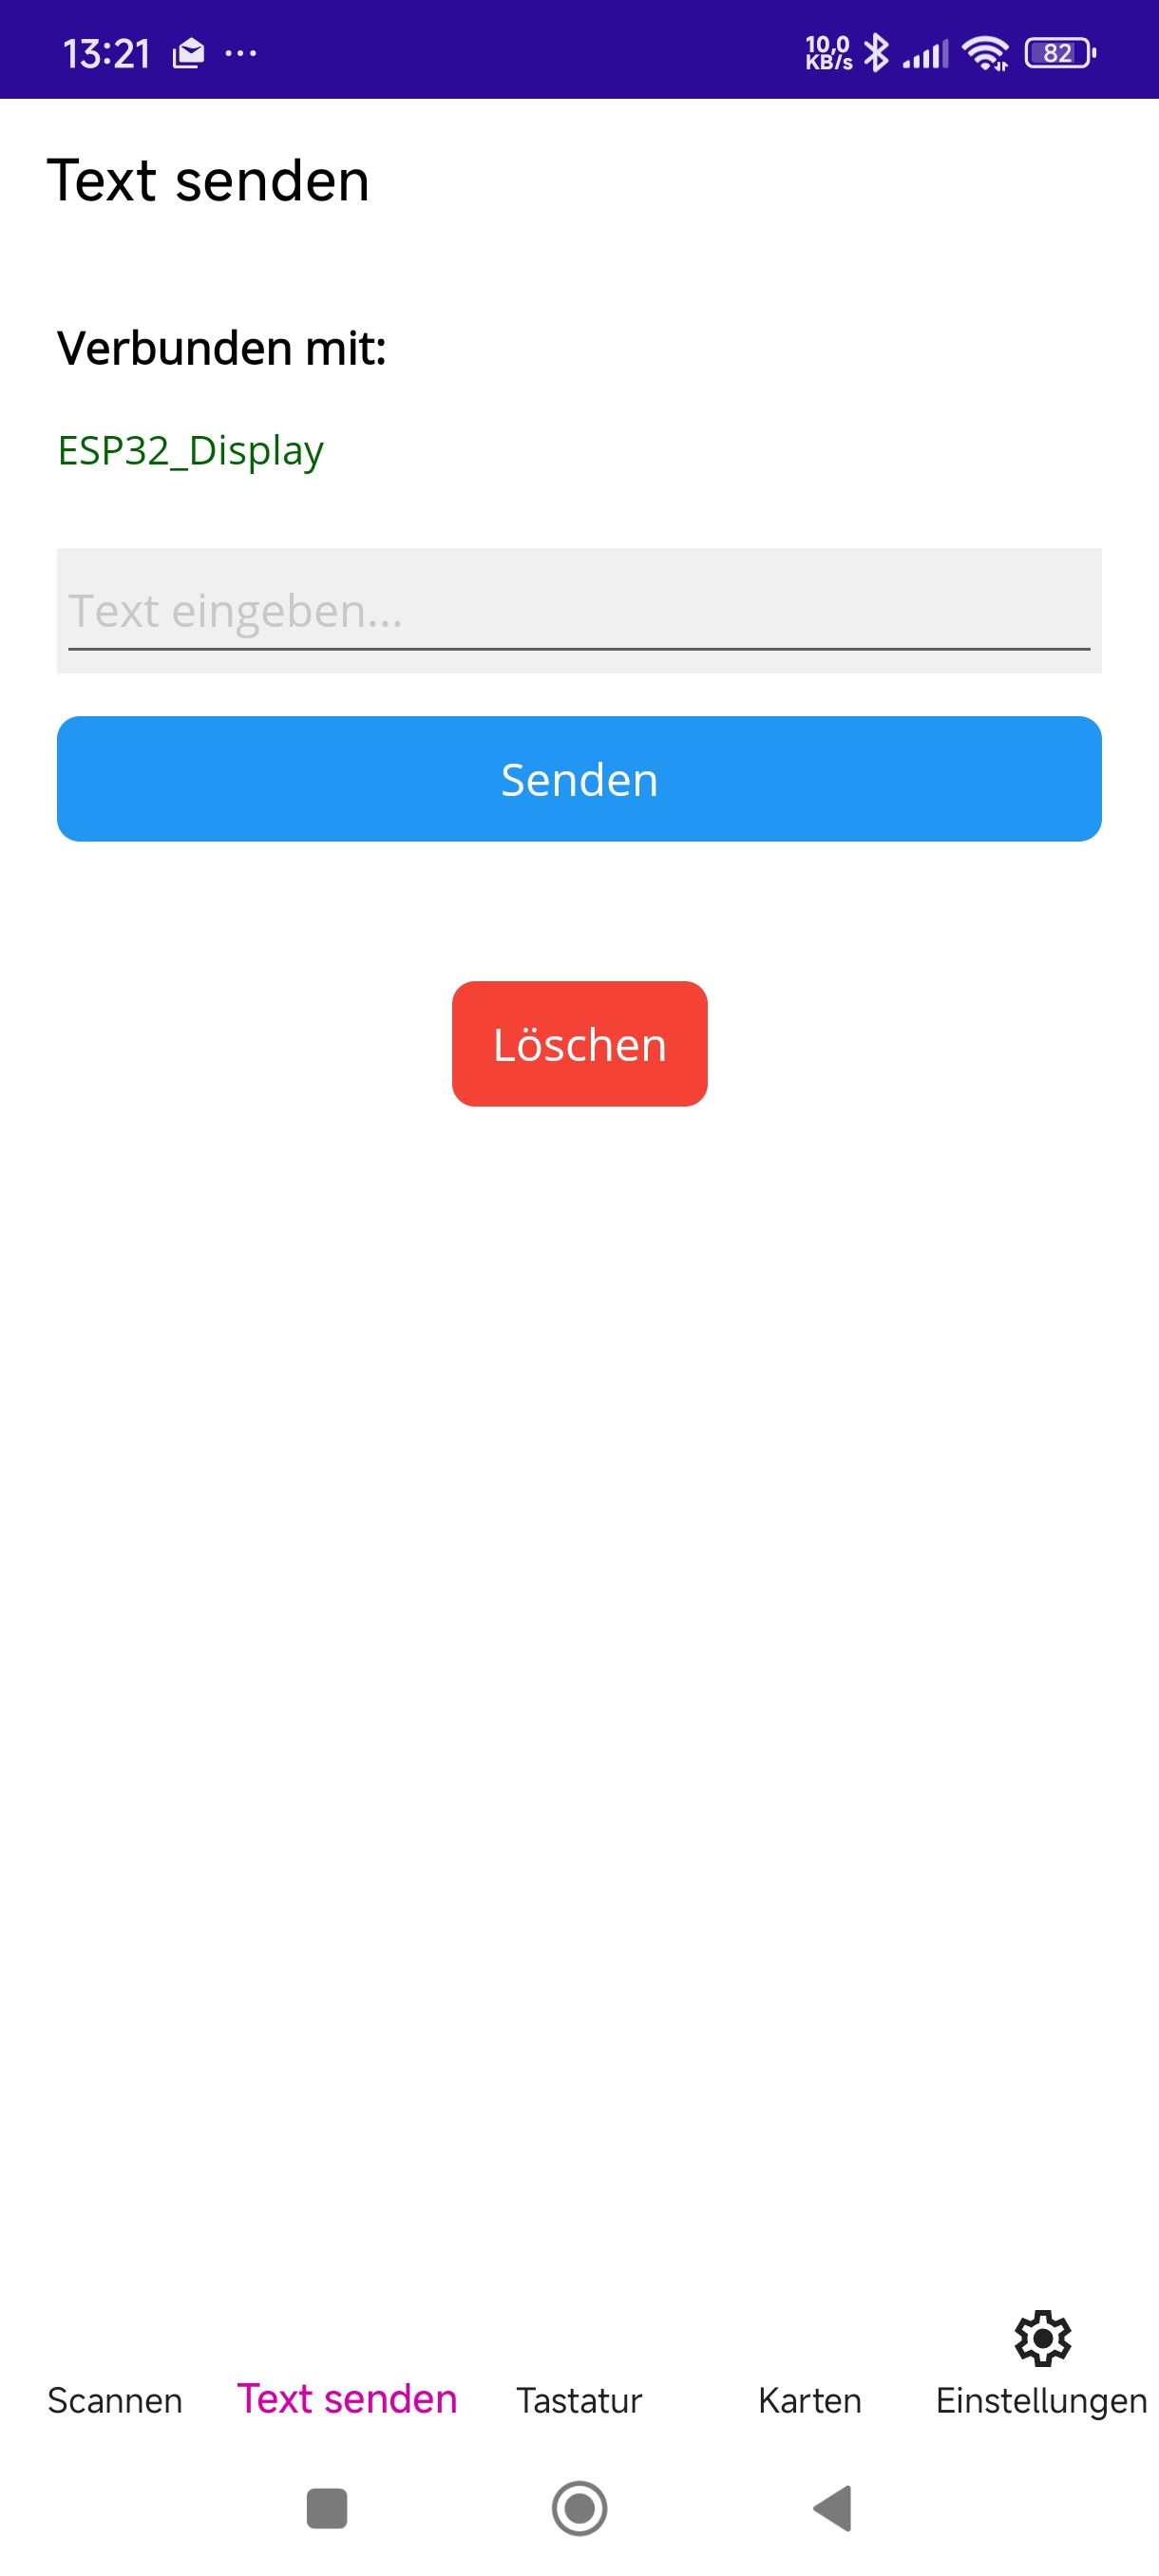 13:21 ... 10,0 KB/s 82
Text senden
Verbunden mit:
ESP32_Display
Text eingeben...
Senden
Löschen
Scannen Text senden Tastatur Karten Einstellungen